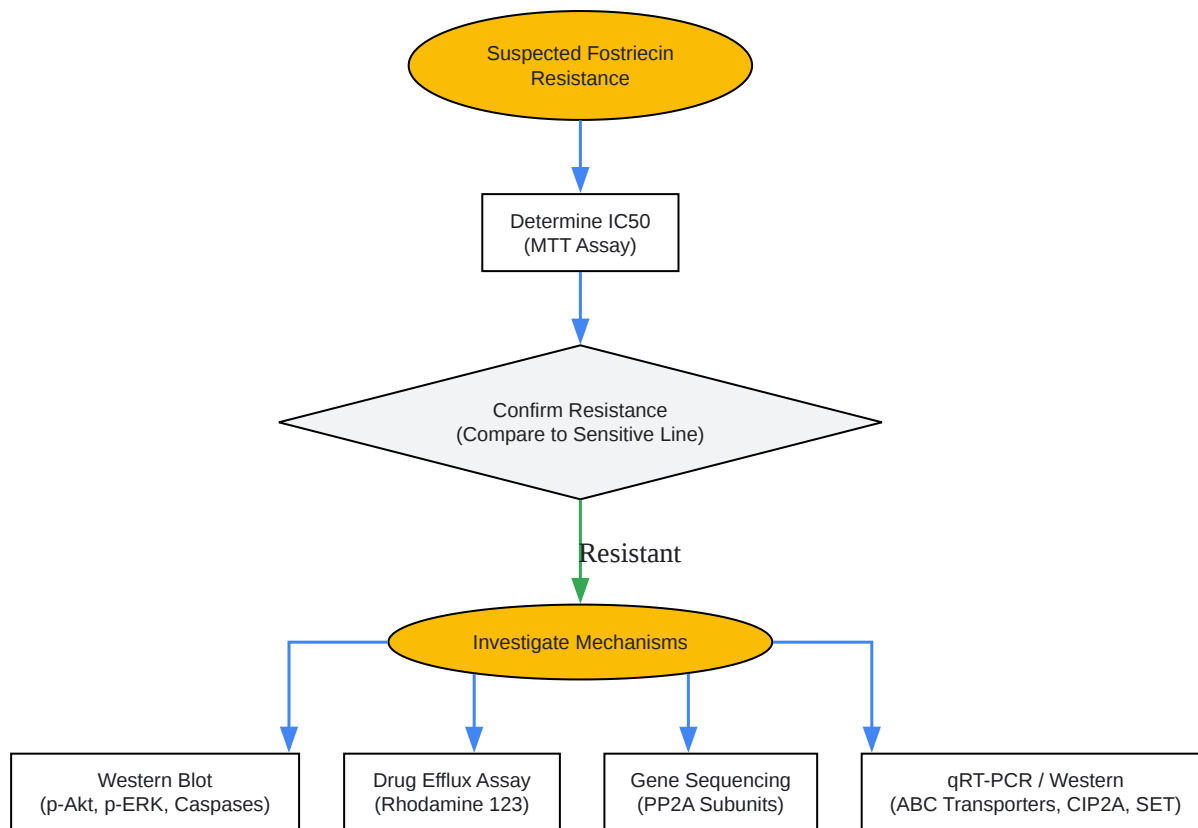 Suspected Fostriecin
Resistance
Determine IC50
(MTT Assay)
Confirm Resistance
(Compare to Sensitive Line)
Resistant
Investigate Mechanisms
Western Blot
(p-Akt, p-ERK, Caspases)
Drug Efflux Assay
(Rhodamine 123)
Gene Sequencing
(PP2A Subunits)
qRT-PCR / Western
(ABC Transporters, CIP2A, SET)